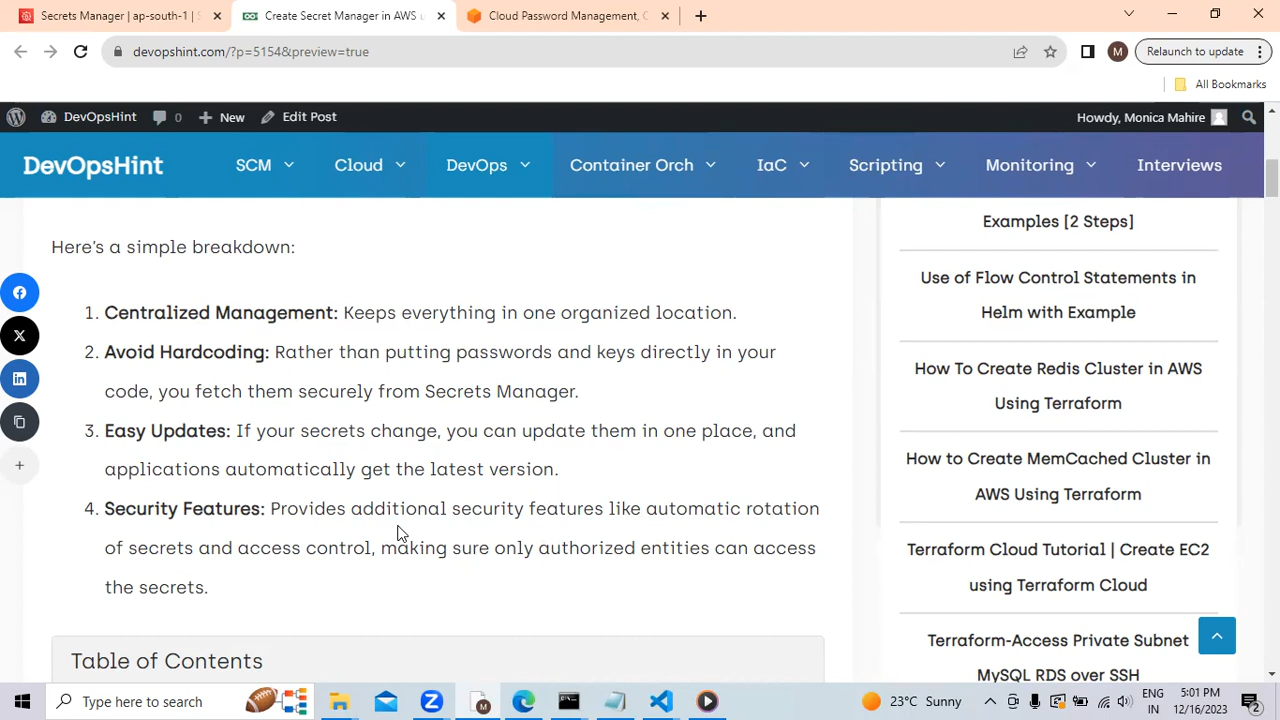 Secrets Manager | ap-south-1
Create Secret Manager in AWS u
Cloud Password Management, C
devopshint.com/?p=5154&preview=true
M
Relaunch to update
All Bookmarks
DevOpsHint
0
New
Edit Post
Howdy, Monica Mahire
DevOpsHint
SCM
Cloud
DevOps
Container Orch
IaC
Scripting
Monitoring
Interviews
Here's a simple breakdown:
1. Centralized Management: Keeps everything in one organized location.
2. Avoid Hardcoding: Rather than putting passwords and keys directly in your
code, you fetch them securely from Secrets Manager.
3. Easy Updates: If your secrets change, you can update them in one place, and
applications automatically get the latest version.
4. Security Features: Provides additional security features like automatic rotation
of secrets and access control, making sure only authorized entities can access
the secrets.
Table of Contents
Examples [2 Steps]
Use of Flow Control Statements in
Helm with Example
How To Create Redis Cluster in AWS
Using Terraform
How to Create MemCached Cluster in
AWS Using Terraform
Terraform Cloud Tutorial | Create EC2
using Terraform Cloud
Terraform-Access Private Subnet
MySQL RDS over SSH
Type here to search
23°C Sunny
ENG
IN
5:01 PM
12/16/2023
2